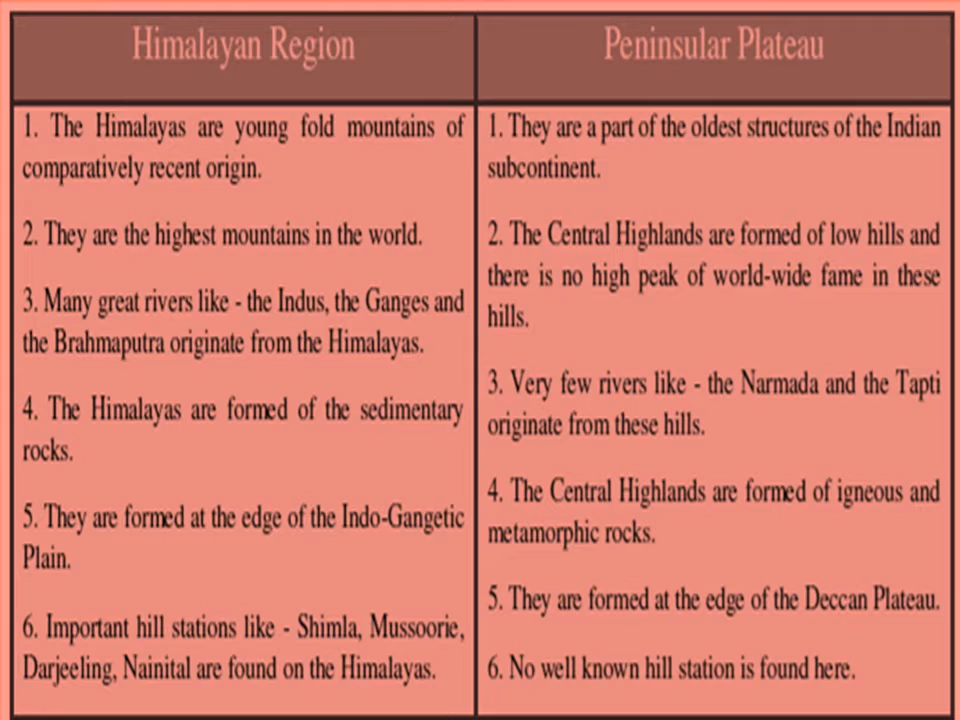 Himalayan Region
1. The Himalayas are young fold mountains of
comparatively recent origin.
2. They are the highest mountains in the world.
3. Many great rivers like - the Indus, the Ganges and
the Brahmaputra originate from the Himalayas.
4. The Himalayas are formed of the sedimentary
rocks.
5. They are formed at the edge of the Indo-Gangetic
Plain.
6. Important hill stations like - Shimla, Mussoorie,
Darjeeling, Nainital are found on the Himalayas.
Peninsular Plateau
1. They are a part of the oldest structures of the Indian
subcontinent.
2. The Central Highlands are formed of low hills and
there is no high peak of world-wide fame in these
hills.
3. Very few rivers like - the Narmada and the Tapti
originate from these hills.
4. The Central Highlands are formed of igneous and
metamorphic rocks.
5. They are formed at the edge of the Deccan Plateau.
6. No well known hill station is found here.